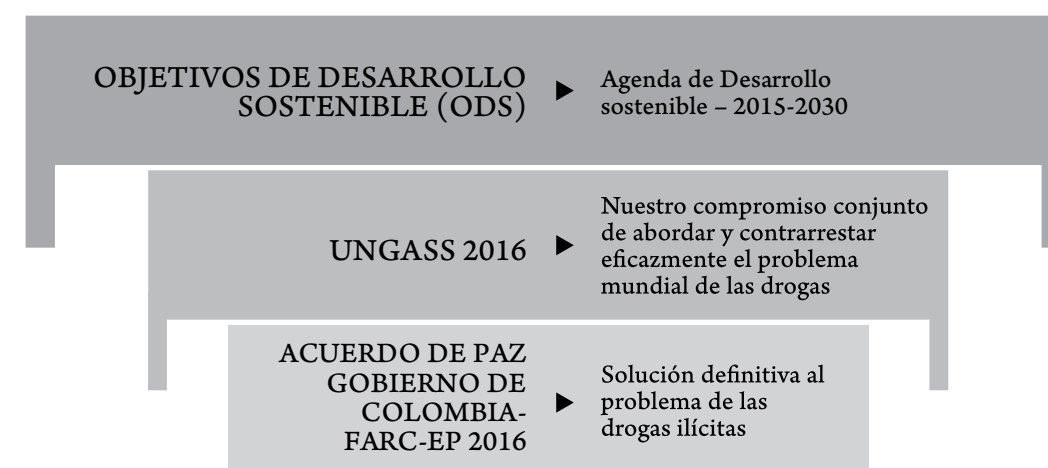 OBJETIVOS DE DESARROLLO
SOSTENIBLE (ODS)
Agenda de Desarrollo
sostenible – 2015-2030
UNGASS 2016
Nuestro compromiso conjunto
de abordar y contrarrestar
eficazmente el problema
mundial de las drogas
ACUERDO DE PAZ
GOBIERNO DE
COLOMBIA-
FARC-EP 2016
Solución definitiva al
problema de las
drogas ilícitas